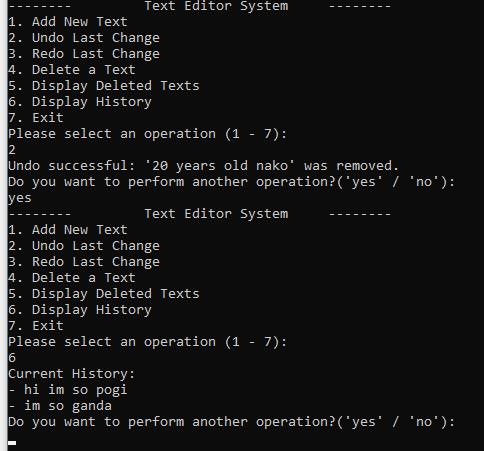 --------         Text Editor System     --------
1. Add New Text
2. Undo Last Change
3. Redo Last Change
4. Delete a Text
5. Display Deleted Texts
6. Display History
7. Exit
Please select an operation (1 - 7):
2
Undo successful: '20 years old nako' was removed.
Do you want to perform another operation?('yes' / 'no'):
yes
--------         Text Editor System     --------
1. Add New Text
2. Undo Last Change
3. Redo Last Change
4. Delete a Text
5. Display Deleted Texts
6. Display History
7. Exit
Please select an operation (1 - 7):
6
Current History:
- hi im so pogi
- im so ganda
Do you want to perform another operation?('yes' / 'no'):